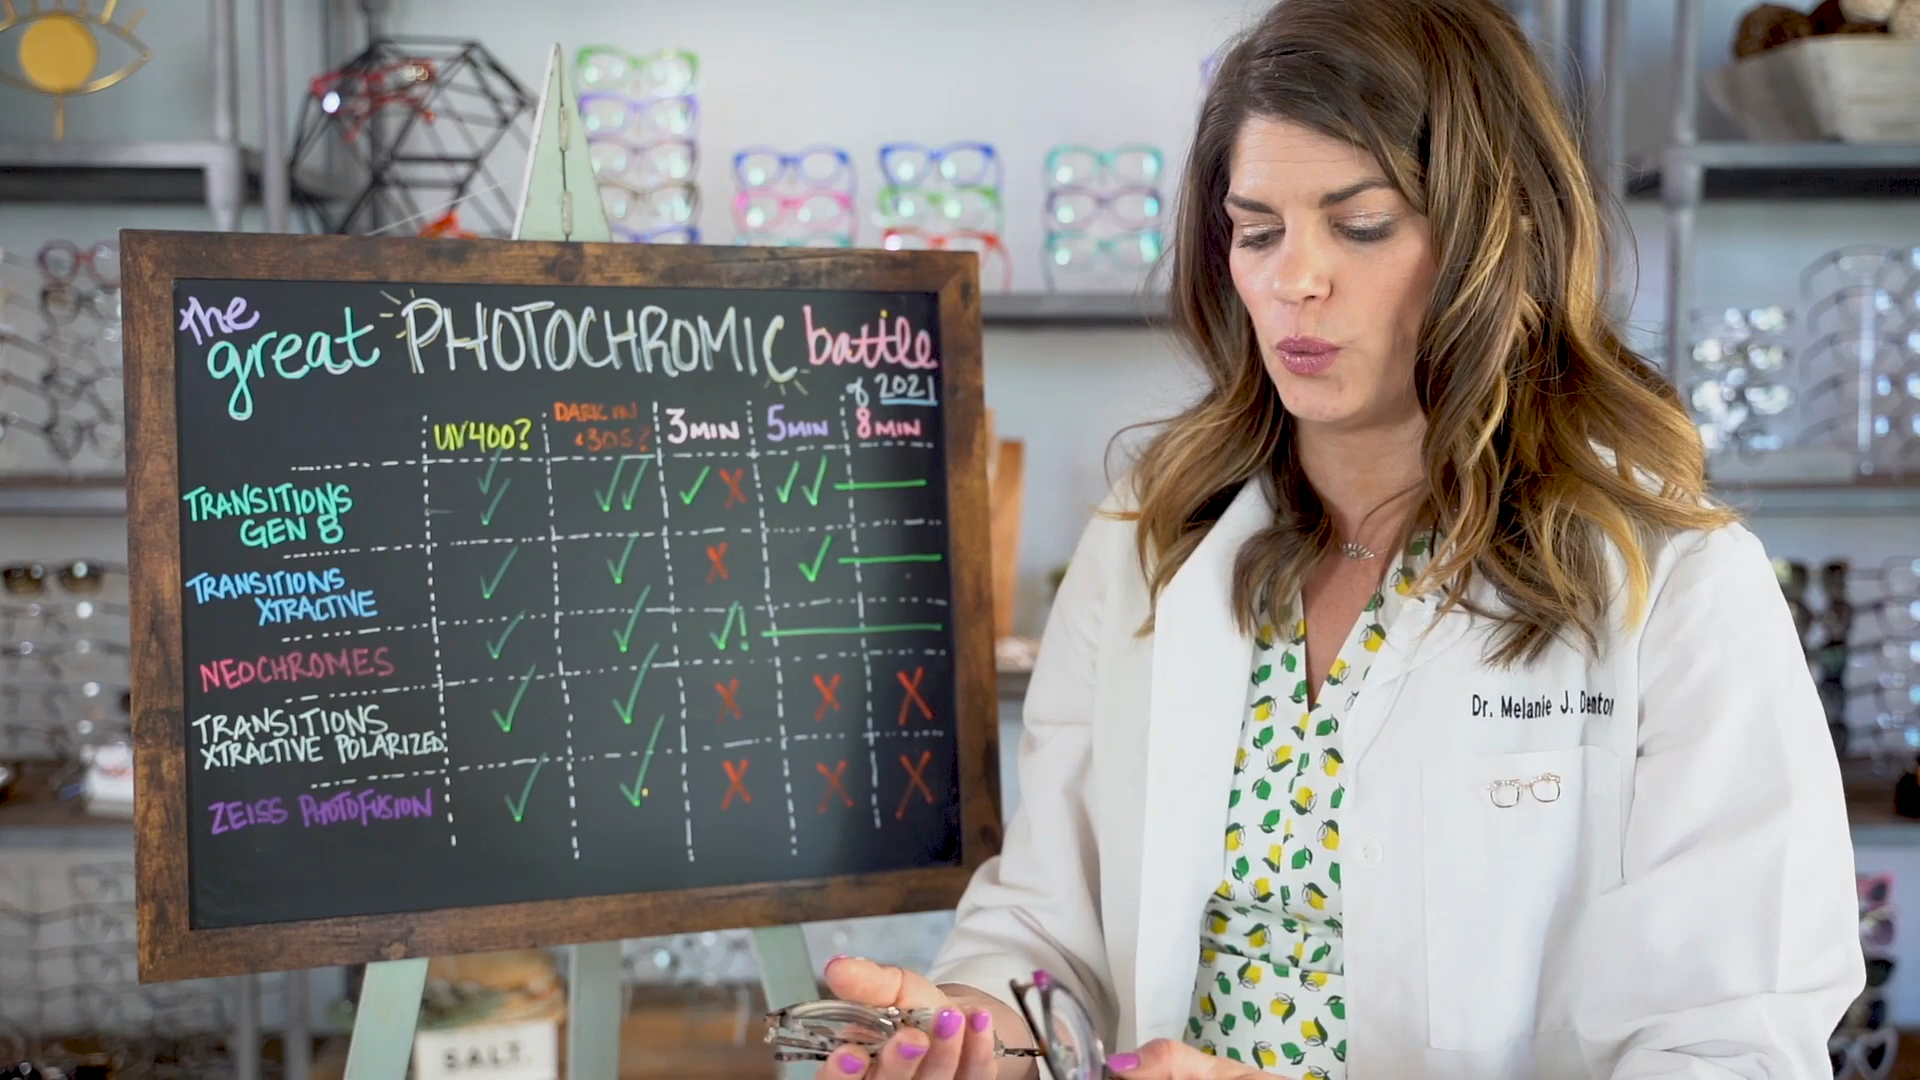 the
great PHOTOCHROMIC battle
of 2021
UV400? DARK IN <30S? 3MIN 5MIN 8MIN
TRANSITIONS
GEN 8
TRANSITIONS
XTRACTIVE
NEOCHROMES
TRANSITIONS
XTRACTIVE POLARIZED
ZEISS PHOTOFUSION
Dr. Melanie J. Denton
SALT.